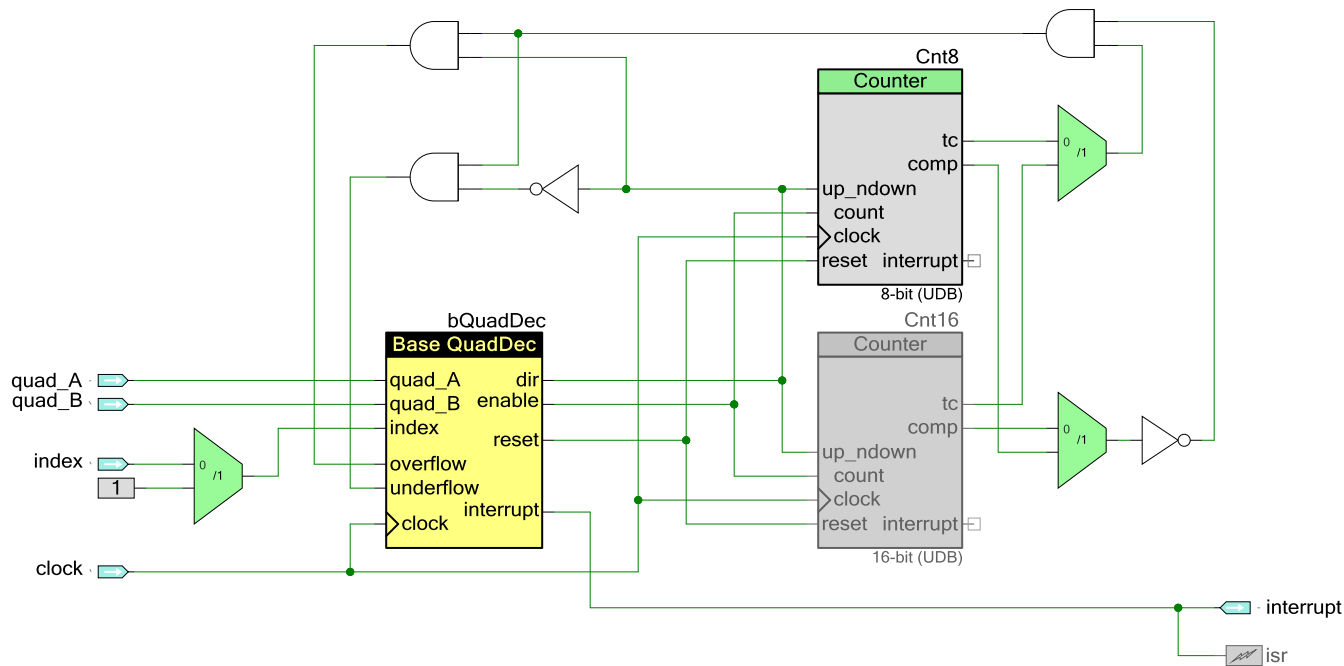 Cnt8
Counter
tc
comp
up_ndown
count
clock
reset interrupt
8-bit (UDB)
0
/1
bQuadDec
Base QuadDec
quad_A
quad_B
index
overflow
underflow
clock
dir
enable
reset
interrupt
quad_A
quad_B
index
1
0
/1
clock
Cnt16
Counter
tc
comp
up_ndown
count
clock
reset interrupt
16-bit (UDB)
0
/1
interrupt
isr